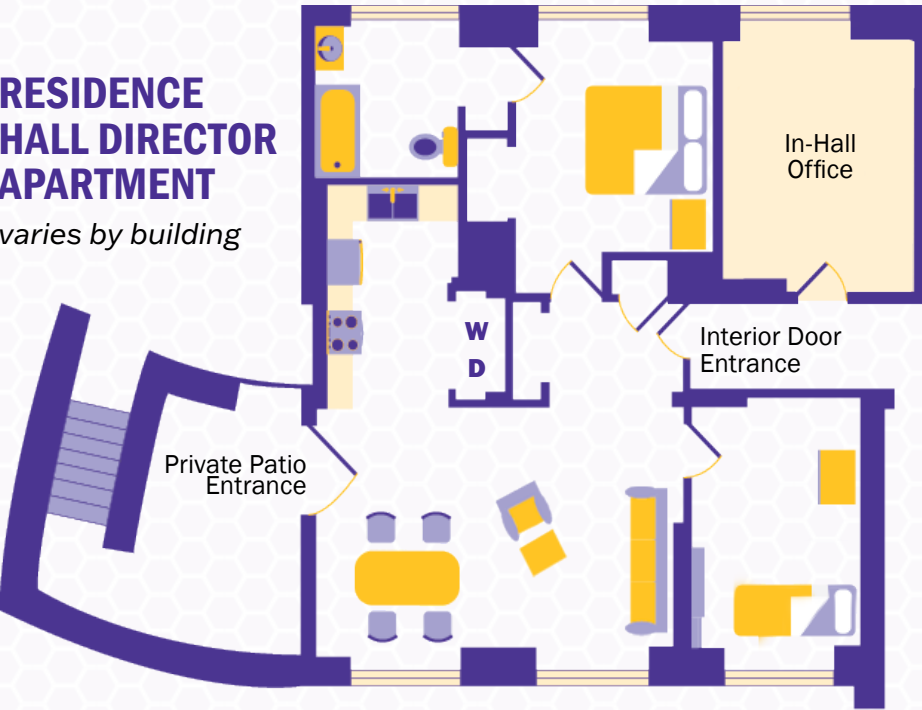 RESIDENCE
HALL DIRECTOR
APARTMENT
varies by building
In-Hall
Office
W
D
Interior Door
Entrance
Private Patio
Entrance